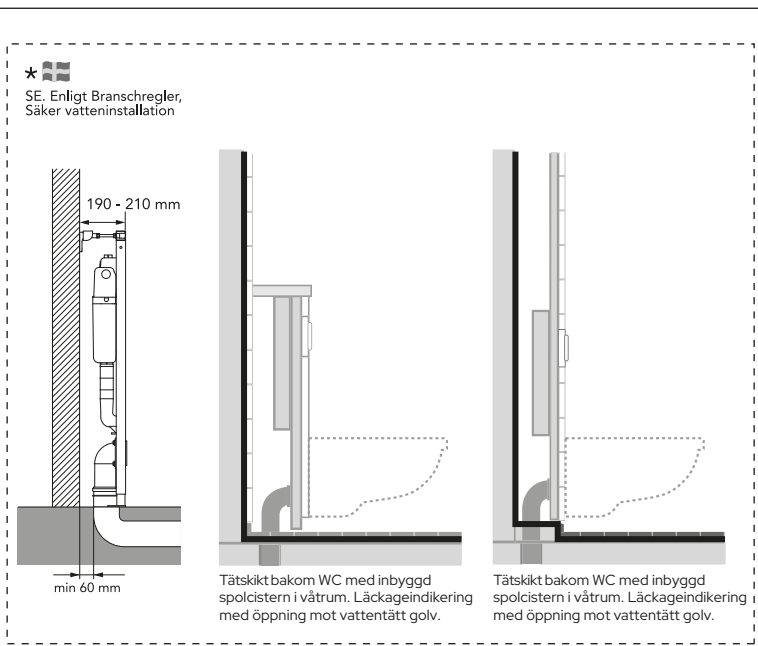 *
SE. Enligt Branschregler,
Säker vatteninstallation
190 - 210 mm
min 60 mm
Tätskikt bakom WC med inbyggd
spolcistern i våtrum. Läckageindikering
med öppning mot vattentätt golv.
Tätskikt bakom WC med inbyggd
spolcistern i våtrum. Läckageindikering
med öppning mot vattentätt golv.